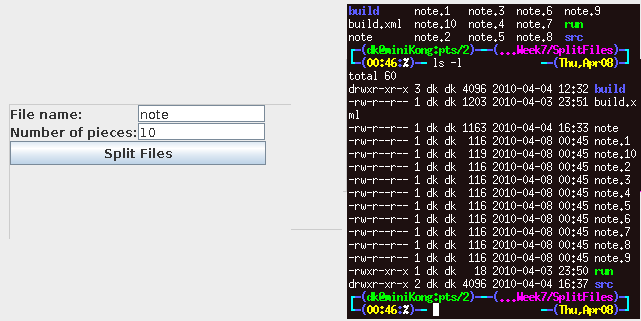 File name: note
Number of pieces: 10
Split Files
build note.1 note.3 note.6 note.9
build.xml note.10 note.4 note.7 run
note note.2 note.5 note.8 src
(dk@miniKong:pts/2) (...Week7/SplitFiles)
(00:46:%) ls -l (Thu,Apr08)
total 60
drwxr-xr-x 3 dk dk 4096 2010-04-04 12:32 build
-rw-r--r-- 1 dk dk 1203 2010-04-03 23:51 build.x
ml
-rw-r--r-- 1 dk dk 1163 2010-04-04 16:33 note
-rw-r--r-- 1 dk dk 116 2010-04-08 00:45 note.1
-rw-r--r-- 1 dk dk 119 2010-04-08 00:45 note.10
-rw-r--r-- 1 dk dk 116 2010-04-08 00:45 note.2
-rw-r--r-- 1 dk dk 116 2010-04-08 00:45 note.3
-rw-r--r-- 1 dk dk 116 2010-04-08 00:45 note.4
-rw-r--r-- 1 dk dk 116 2010-04-08 00:45 note.5
-rw-r--r-- 1 dk dk 116 2010-04-08 00:45 note.6
-rw-r--r-- 1 dk dk 116 2010-04-08 00:45 note.7
-rw-r--r-- 1 dk dk 116 2010-04-08 00:45 note.8
-rw-r--r-- 1 dk dk 116 2010-04-08 00:45 note.9
-rwxr-xr-x 1 dk dk 18 2010-04-03 23:50 run
drwxr-xr-x 2 dk dk 4096 2010-04-04 16:37 src
(dk@miniKong:pts/2) (...Week7/SplitFiles)
(00:46:%) (Thu,Apr08)